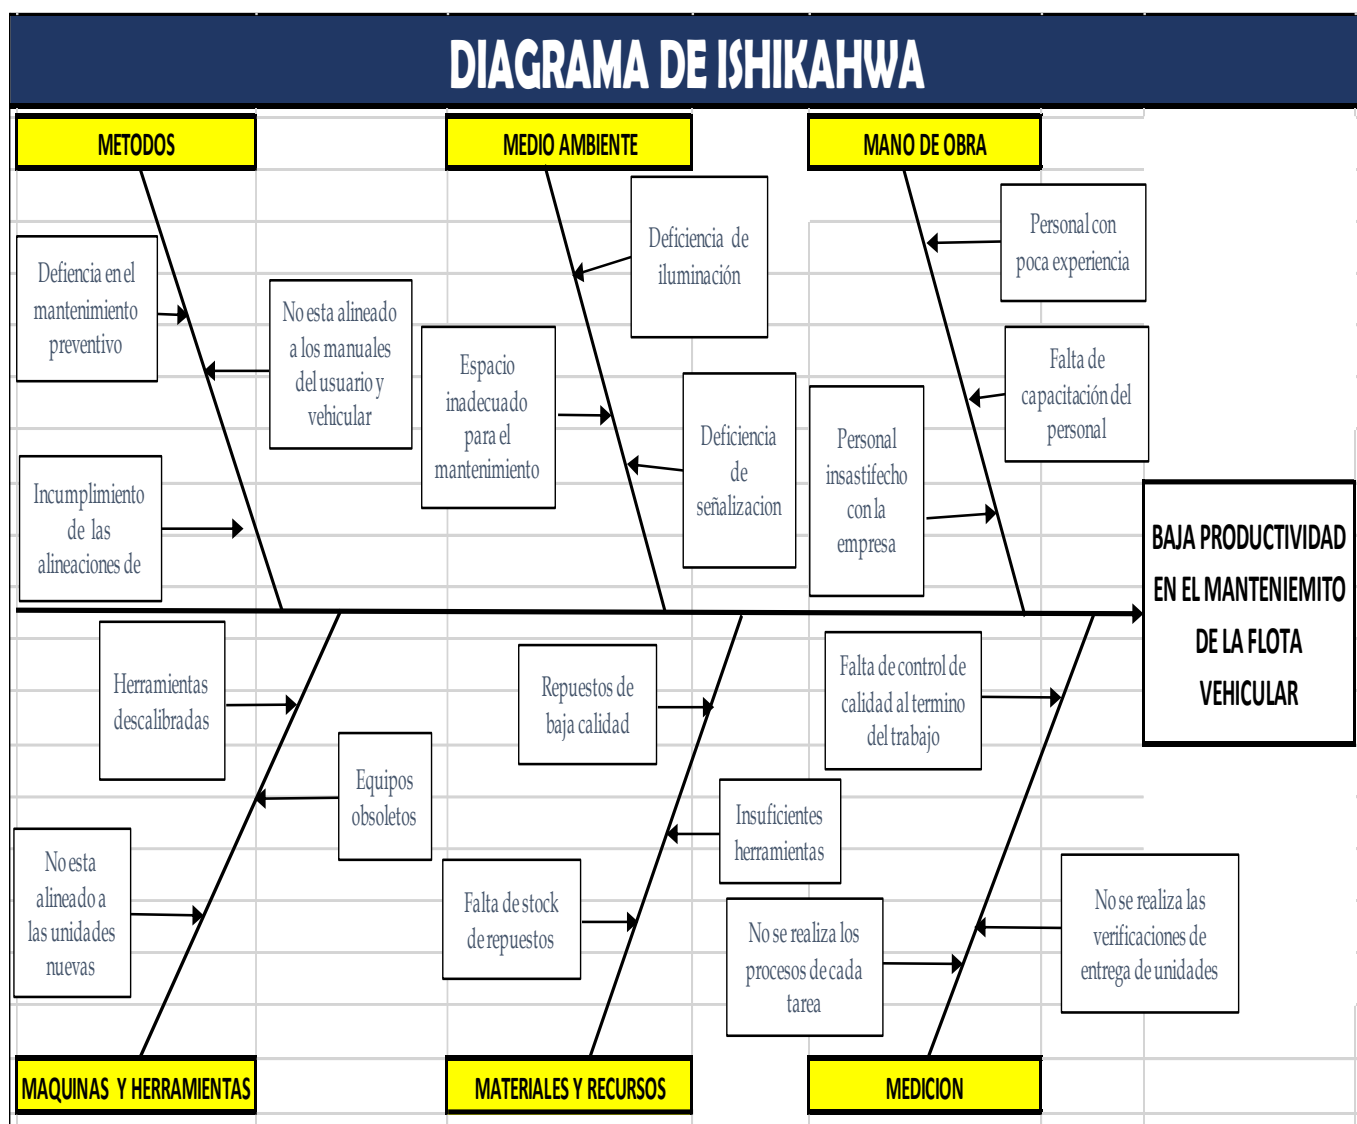 DIAGRAMA DE ISHIKAHWA
METODOS
MEDIO AMBIENTE
MANO DE OBRA
Defiencia en el
mantenimiento
preventivo
No esta alineado
a los manuales
del usuario y
vehicular
Incumplimiento
de las
alineaciones de
Deficiencia de
iluminación
Espacio
inadecuado
para el
mantenimiento
Deficiencia
de
señalizacion
Personal con
poca experiencia
Falta de
capacitación del
personal
Personal
insastifecho
con la
empresa
BAJA PRODUCTIVIDAD
EN EL MANTENIEMITO
DE LA FLOTA
VEHICULAR
Herramientas
descalibradas
Equipos
obsoletos
No esta
alineado a
las unidades
nuevas
Repuestos de
baja calidad
Insuficientes
herramientas
Falta de stock
de repuestos
Falta de control de
calidad al termino
del trabajo
No se realiza los
procesos de cada
tarea
No se realiza las
verificaciones de
entrega de unidades
MAQUINAS Y HERRAMIENTAS
MATERIALES Y RECURSOS
MEDICION